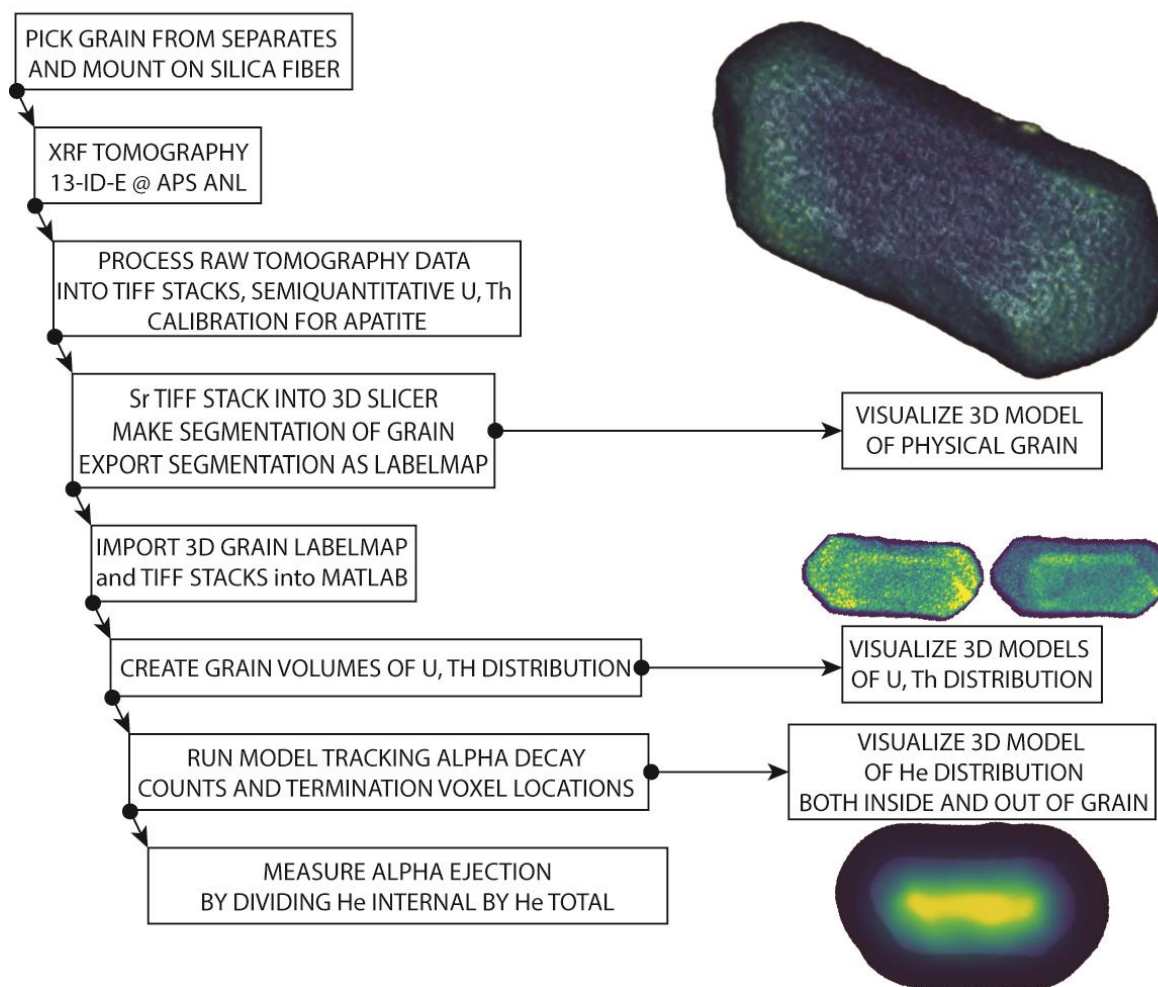 PICK GRAIN FROM SEPARATES
AND MOUNT ON SILICA FIBER
XRF TOMOGRAPHY
13-ID-E @ APS ANL
PROCESS RAW TOMOGRAPHY DATA
INTO TIFF STACKS, SEMIQUANTITATIVE U, Th
CALIBRATION FOR APATITE
Sr TIFF STACK INTO 3D SLICER
MAKE SEGMENTATION OF GRAIN
EXPORT SEGMENTATION AS LABELMAP
VISUALIZE 3D MODEL
OF PHYSICAL GRAIN
IMPORT 3D GRAIN LABELMAP
and TIFF STACKS into MATLAB
CREATE GRAIN VOLUMES OF U, TH DISTRIBUTION
VISUALIZE 3D MODELS
OF U, Th DISTRIBUTION
RUN MODEL TRACKING ALPHA DECAY
COUNTS AND TERMINATION VOXEL LOCATIONS
VISUALIZE 3D MODEL
OF He DISTRIBUTION
BOTH INSIDE AND OUT OF GRAIN
MEASURE ALPHA EJECTION
BY DIVIDING He INTERNAL BY He TOTAL